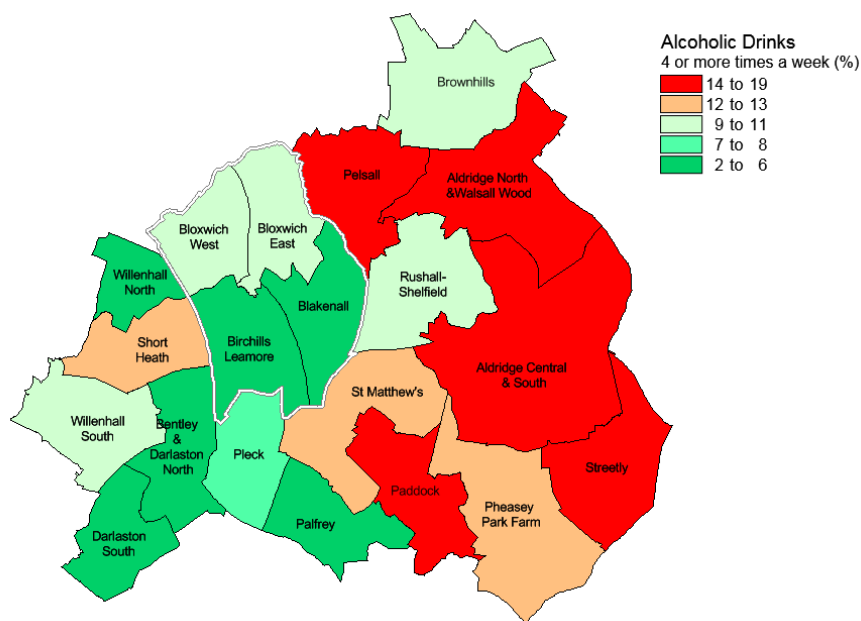 Alcoholic Drinks
4 or more times a week (%)
14 to 19
12 to 13
9 to 11
7 to 8
2 to 6
Brownhills
Pelsall
Aldridge North
&Walsall Wood
Bloxwich
West
Bloxwich
East
Rushall-
Shelfield
Willenhall
North
Blakenall
Short
Heath
Birchills
Leamore
Aldridge Central
& South
St Matthew's
Willenhall
South
Bentley
&
Darlaston
North
Pleck
Streetly
Paddock
Pheasey
Park Farm
Palfrey
Darlaston
South